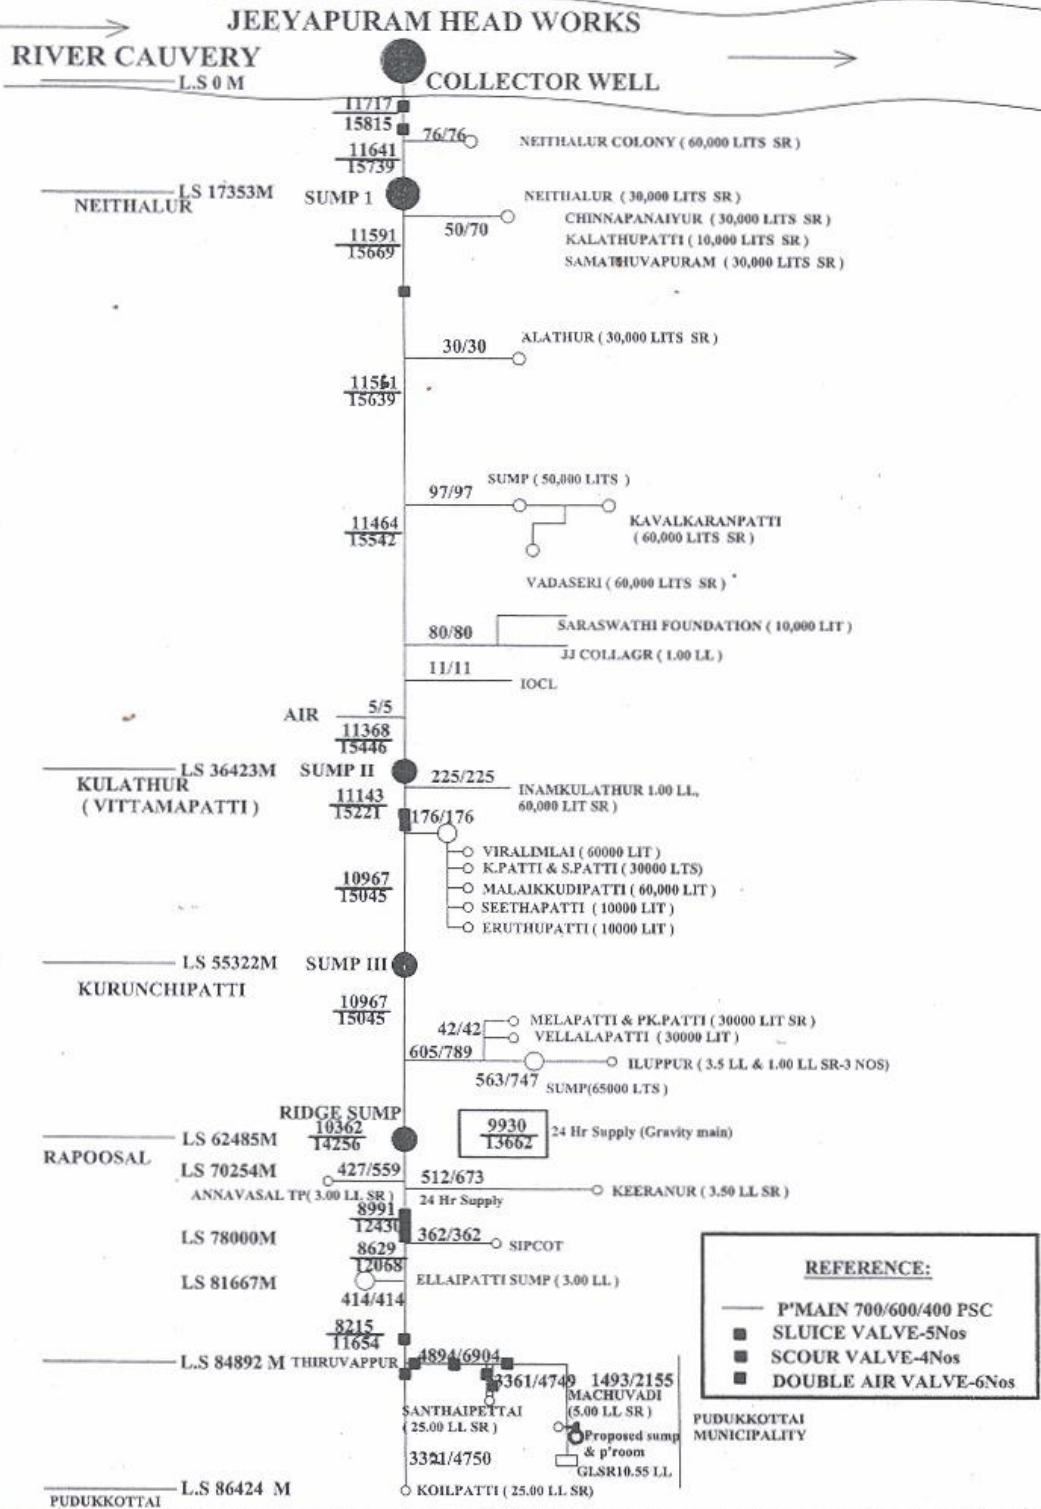 JEEYAPURAM HEAD WORKS
RIVER CAUVERY
L.S 0 M
COLLECTOR WELL
11717
15815
76/76
NEITHALUR COLONY ( 60,000 LITS SR )
11641
15739
LS 17353M
NEITHALUR
SUMP 1
NEITHALUR (30,000 LITS SR)
50/70
CHINNAPANAIYUR (30,000 LITS SR)
11591
15669
KALATHUPATTI ( 10,000 LITS SR)
SAMATHUVAPURAM (30,000 LITS SR)
30/30
ALATHUR (30,000 LITS SR)
15639
97/97
SUMP ( 50,000 LITS )
11464
15542
KAVALKARANPATTI
( 60,000 LITS SR)
VADASERI ( 60,000 LITS SR )
80/80
SARASWATHI FOUNDATION ( 10,000 LIT )
JJ COLLAGR ( 1.00 LL )
11/11
IOCL
AIR
5/5
11368
15446
LS 36423M
SUMP II
KULATHUR
( VITTAMAPATTI )
225/225
INAMKULATHUR 1.00 LL,
60,000 LIT SR )
11143
15221
176/176
VIRALIMLAI ( 60000 LIT )
K.PATTI & S.PATTI ( 30000 LTS)
10967
15045
MALAIKKUDIPATTI ( 60,000 LIT )
SEETHAPATTI ( 10000 LIT )
ERUTHUPATTI ( 10000 LIT )
LS 55322M
SUMP III
KURUNCHIPATTI
10967
15045
42/42
MELAPATTI & PK.PATTI ( 30000 LIT SR )
VELLALAPATTI ( 30000 LIT )
605/789
563/747
ILUPPUR ( 3.5 LL & 1.00 LL SR-3 NOS)
SUMP(65000 LTS )
RIDGE SUMP
10362
14256
LS 62485M
RAPOOSAL
9930
13662
24 Hr Supply (Gravity main)
LS 70254M
427/559
512/673
ANNAVASAL TP( 3.00 LL SR )
24 Hr Supply
KEERANUR ( 3.50 LL SR )
8991
12430
LS 78000M
362/362
SIPCOT
8629
12068
LS 81667M
ELLAIPATTI SUMP ( 3.00 LL )
414/414
8215
11654
REFERENCE:
P'MAIN 700/600/400 PSC
SLUICE VALVE-5Nos
SCOUR VALVE-4Nos
DOUBLE AIR VALVE-6Nos
L.S 84892 M
THIRUVAPPUR
4894/6904
3361/4749
1493/2155
MACHUVADI
(5.00 LL SR )
SANTHAIPETTAI
( 25.00 LL SR )
PUDUKKOTTAI
MUNICIPALITY
Proposed sump
& p'room
GLSR10.55 LL
3321/4750
L.S 86424 M
PUDUKKOTTAI
KOILPATTI ( 25.00 LL SR)